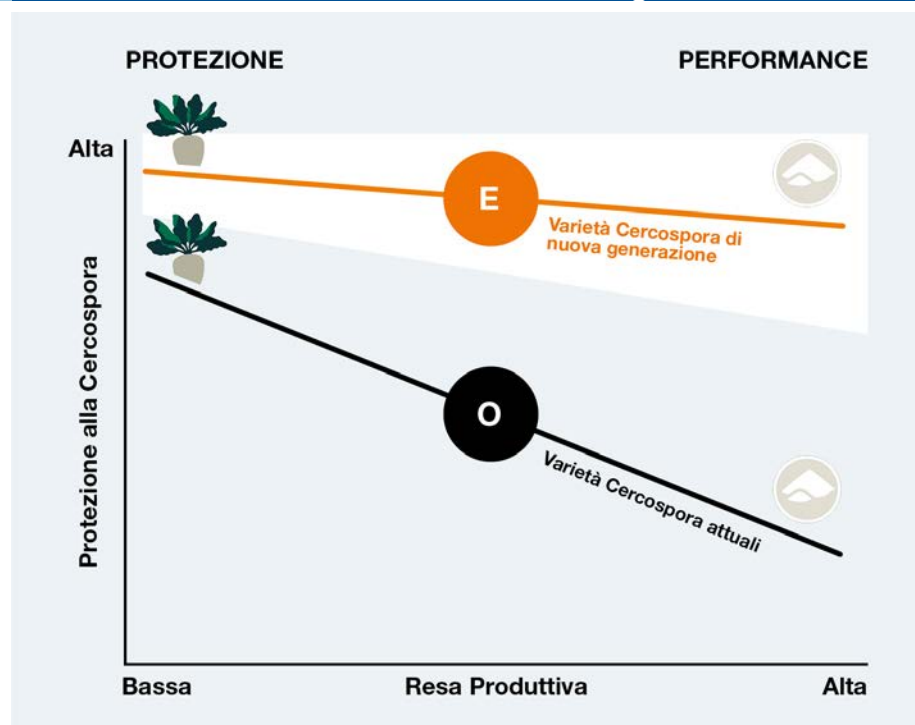 PROTEZIONE
PERFORMANCE
Alta
E
Varietà Cercospora di
nuova generazione
Protezione alla Cercospora
O
Varietà Cercospora attuali
Bassa
Resa Produttiva
Alta